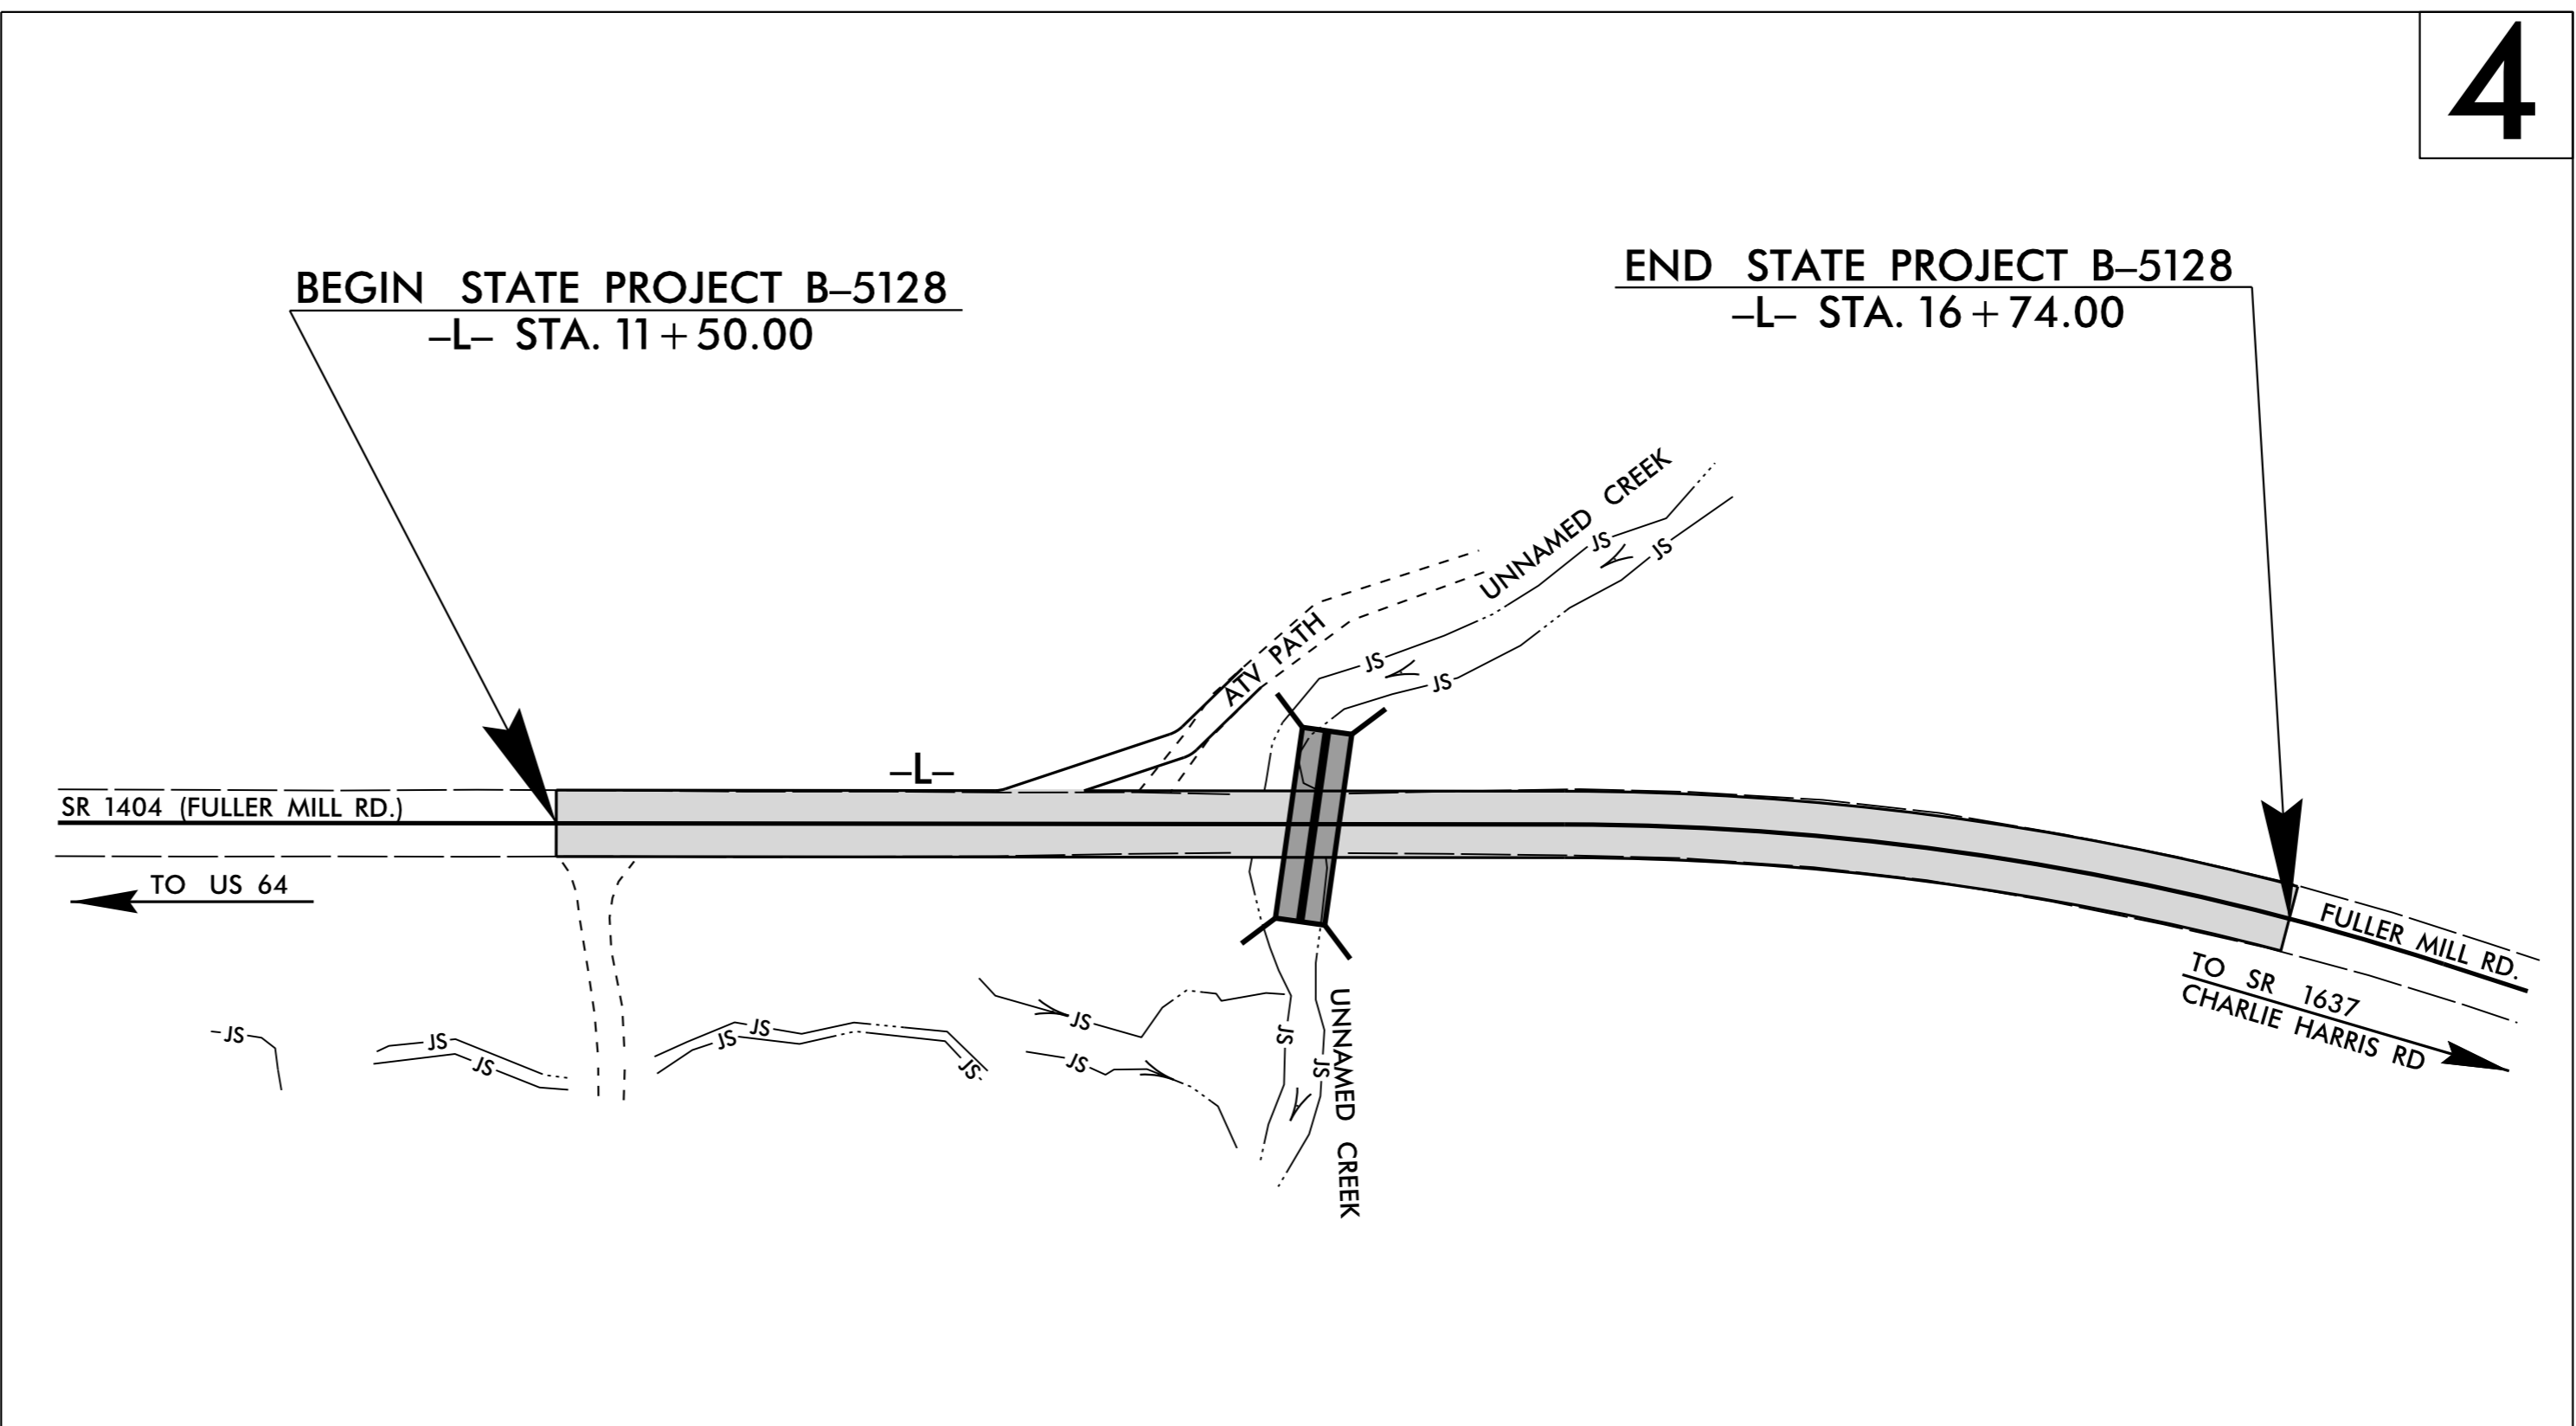 4
BEGIN STATE PROJECT B–5128
–L– STA. 11+50.00
END STATE PROJECT B–5128
–L– STA. 16+74.00
UNNAMED CREEK
JS
JS
ATV PATH
JS
JS
–L–
SR 1404 (FULLER MILL RD.)
TO US 64
FULLER MILL RD.
TO SR 1637
CHARLIE HARRIS RD
JS
JS
JS
JS
JS
JS
JS
JS
JS
JS
UNNAMED CREEK